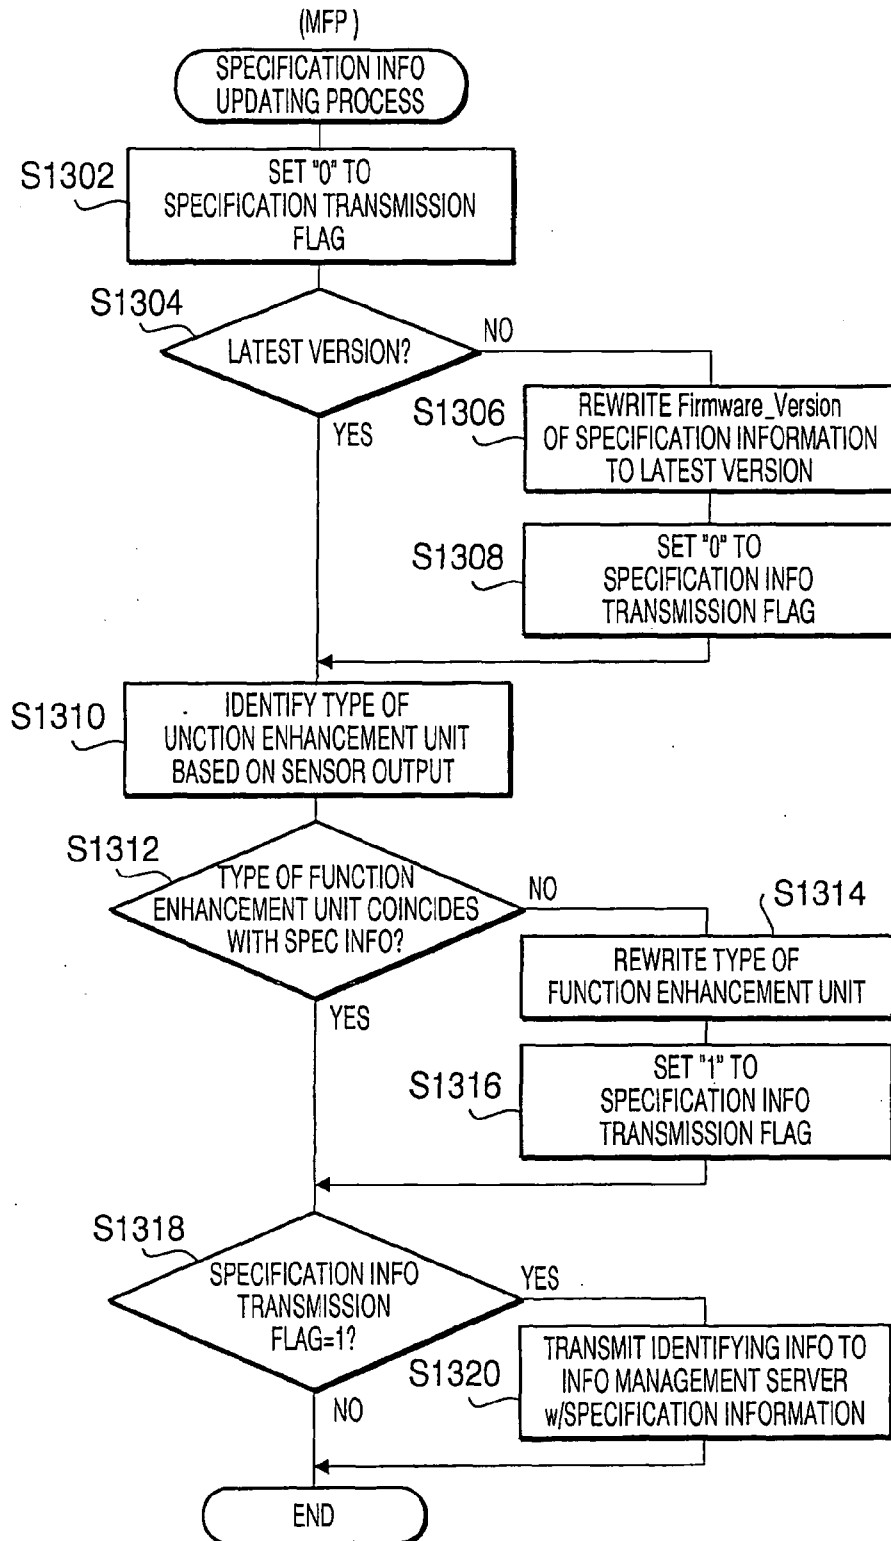 (MFP)
SPECIFICATION INFO
UPDATING PROCESS
S1302
SET "0" TO
SPECIFICATION TRANSMISSION
FLAG
S1304
LATEST VERSION?
NO
YES
S1306
REWRITE Firmware_Version
OF SPECIFICATION INFORMATION
TO LATEST VERSION
S1308
SET "0" TO
SPECIFICATION INFO
TRANSMISSION FLAG
S1310
IDENTIFY TYPE OF
UNCTION ENHANCEMENT UNIT
BASED ON SENSOR OUTPUT
S1312
TYPE OF FUNCTION
ENHANCEMENT UNIT COINCIDES
WITH SPEC INFO?
NO
YES
S1314
REWRITE TYPE OF
FUNCTION ENHANCEMENT UNIT
S1316
SET "1" TO
SPECIFICATION INFO
TRANSMISSION FLAG
S1318
SPECIFICATION INFO
TRANSMISSION
FLAG=1?
YES
NO
S1320
TRANSMIT IDENTIFYING INFO TO
INFO MANAGEMENT SERVER
w/SPECIFICATION INFORMATION
END